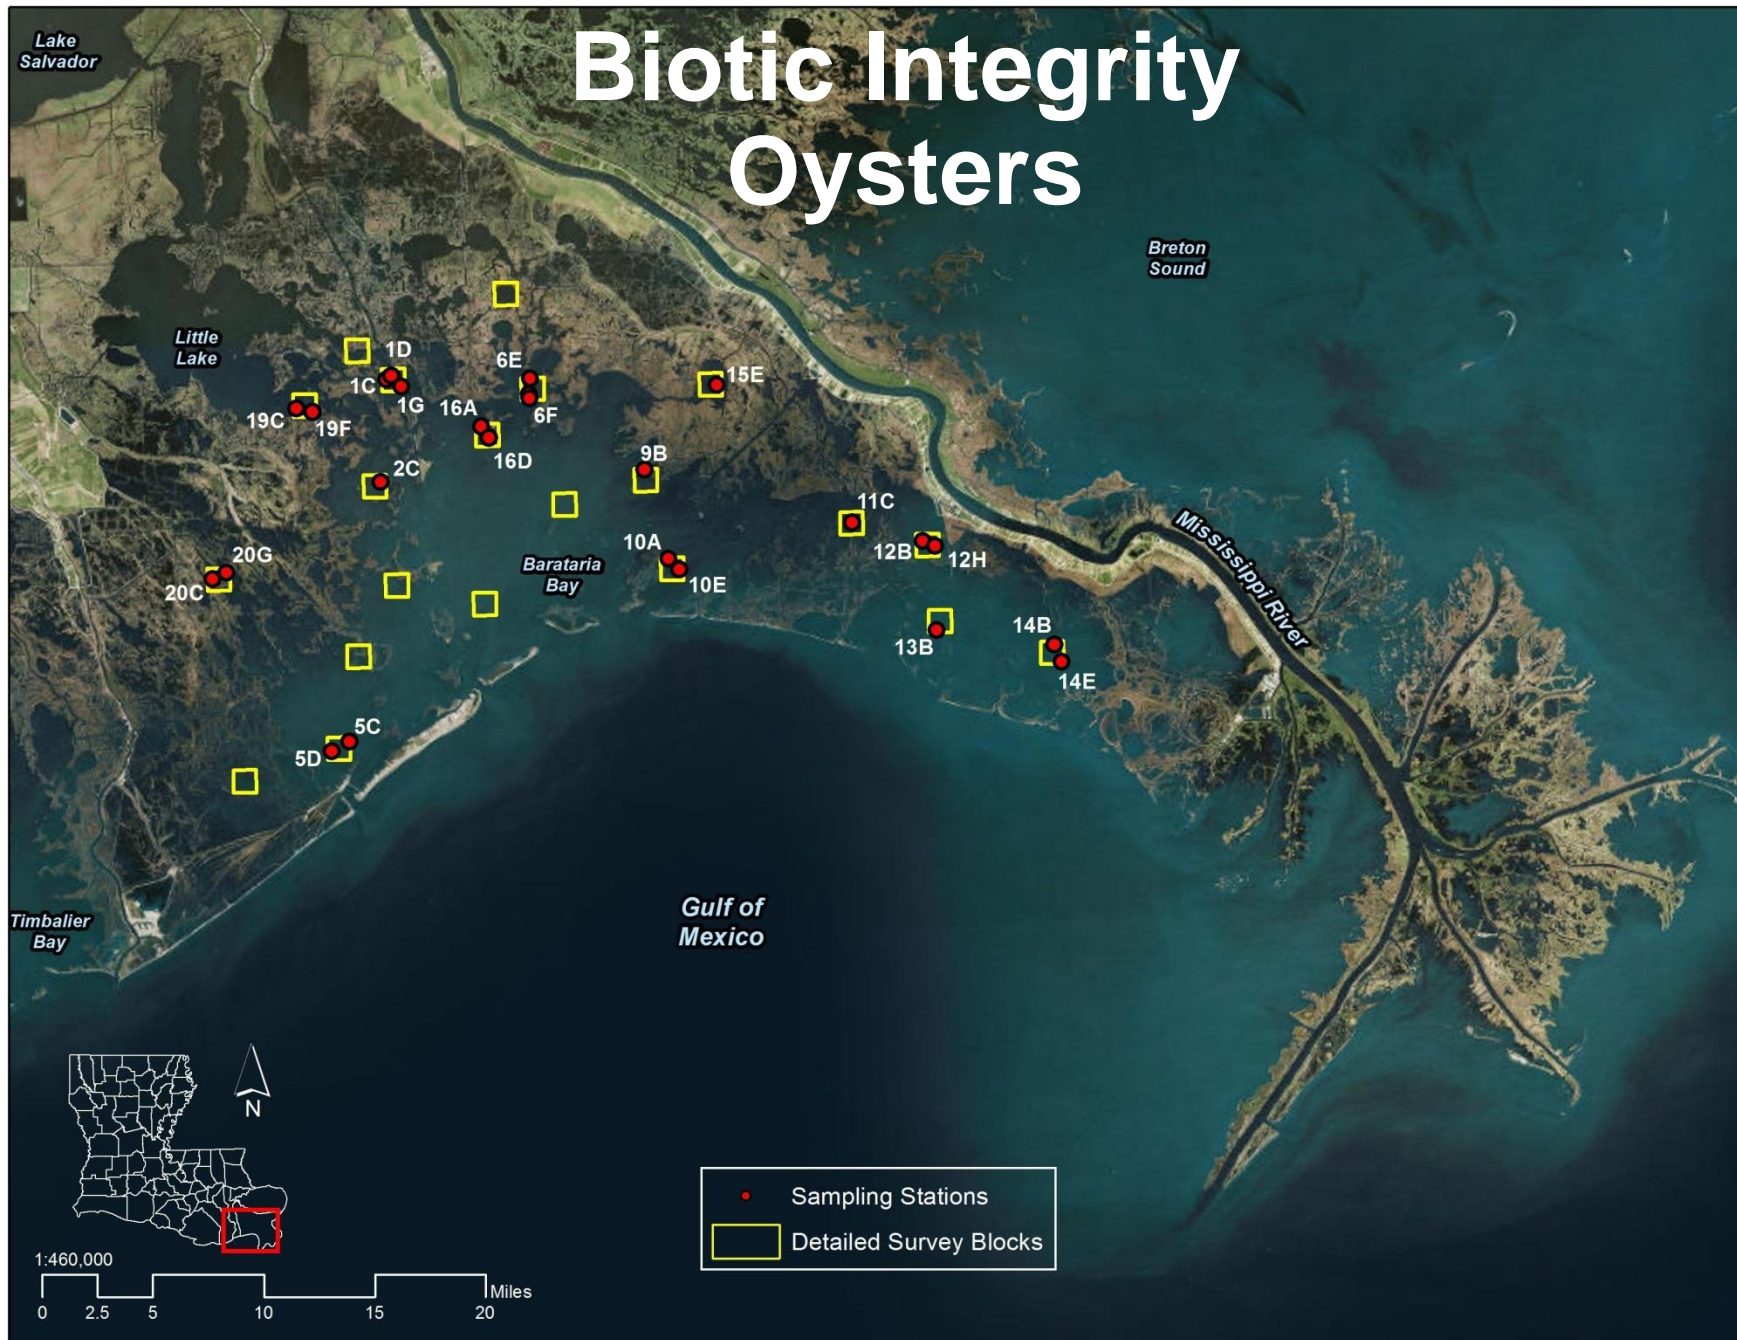 Biotic Integrity
Oysters
Lake
Salvador
Breton
Sound
Little
Lake
1D
1C
1G
6E
6F
15E
19C
19F
16A
16D
2C
9B
11C
10A
10E
12B
12H
20G
20C
Barataria
Bay
Mississippi River
13B
14B
14E
5C
5D
Gulf of
Mexico
Timbalier
Bay
N
Sampling Stations
Detailed Survey Blocks
1:460,000
Miles
0 2.5 5 10 15 20